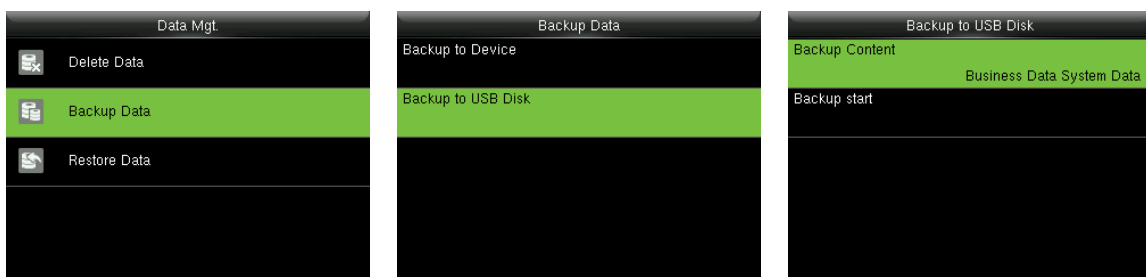 Data Mgt.
Delete Data
Backup Data
Restore Data
Backup Data
Backup to Device
Backup to USB Disk
Backup to USB Disk
Backup Content
Business Data System Data
Backup start